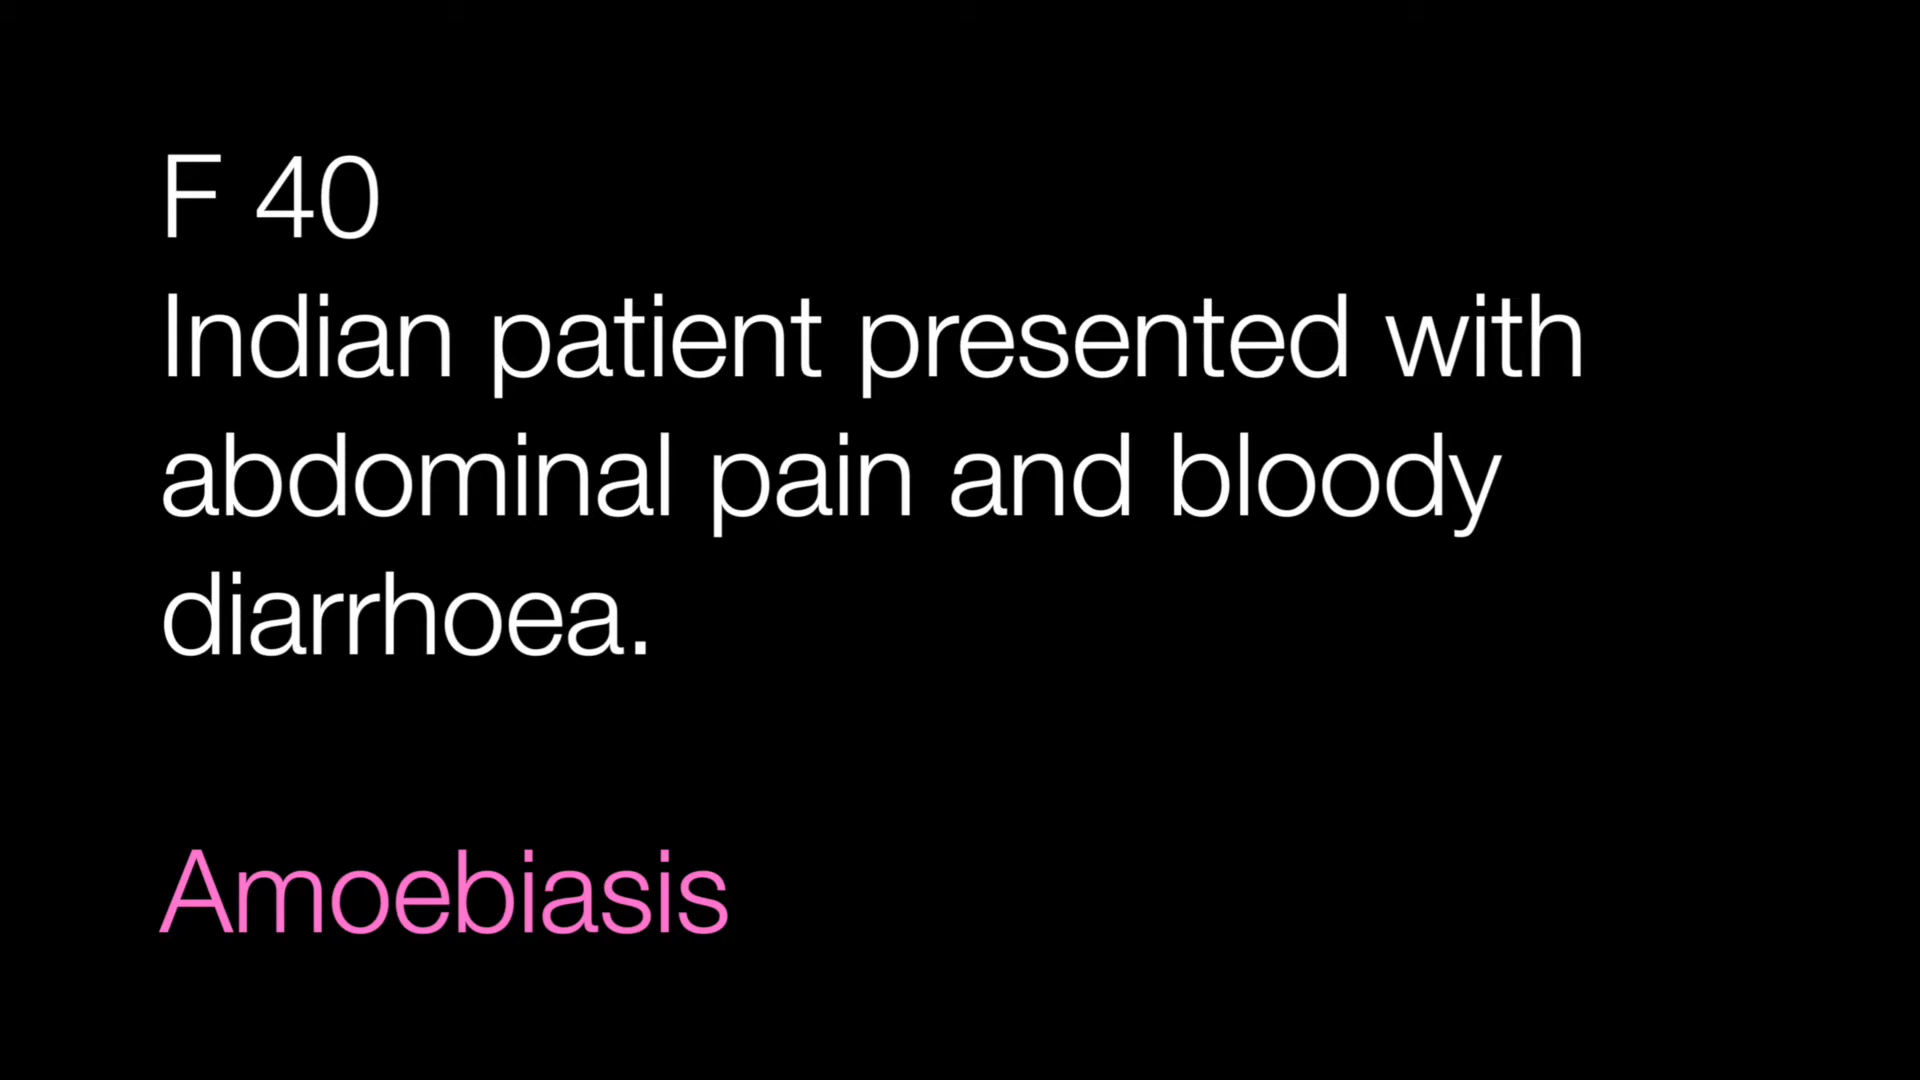 F 40
Indian patient presented with
abdominal pain and bloody
diarrhoea.
Amoebiasis